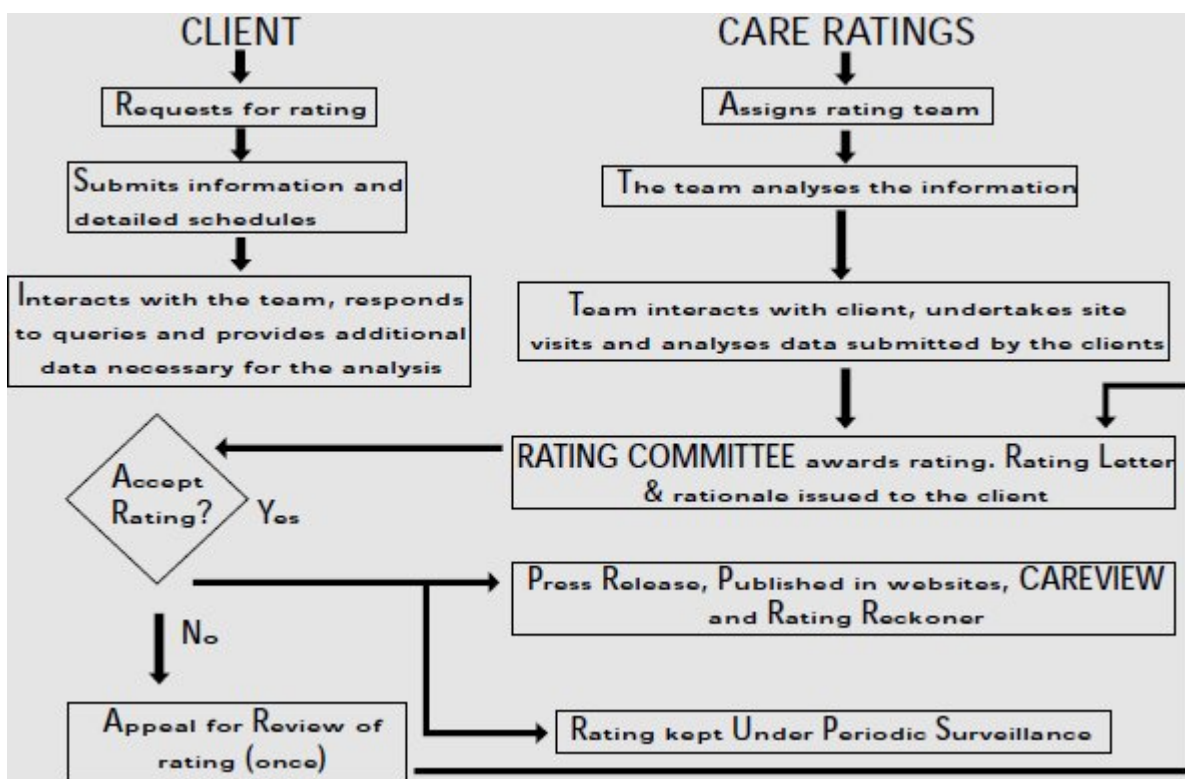 CLIENT
Requests for rating
Submits information and
detailed schedules
Interacts with the team, responds
to queries and provides additional
data necessary for the analysis
Accept
Rating?
Yes
No
Appeal for Review of
rating (once)
CARE RATINGS
Assigns rating team
The team analyses the information
Team interacts with client, undertakes site
visits and analyses data submitted by the clients
RATING COMMITTEE awards rating. Rating Letter
& rationale issued to the client
Press Release, Published in websites, CAREVIEW
and Rating Reckoner
Rating kept Under Periodic Surveillance